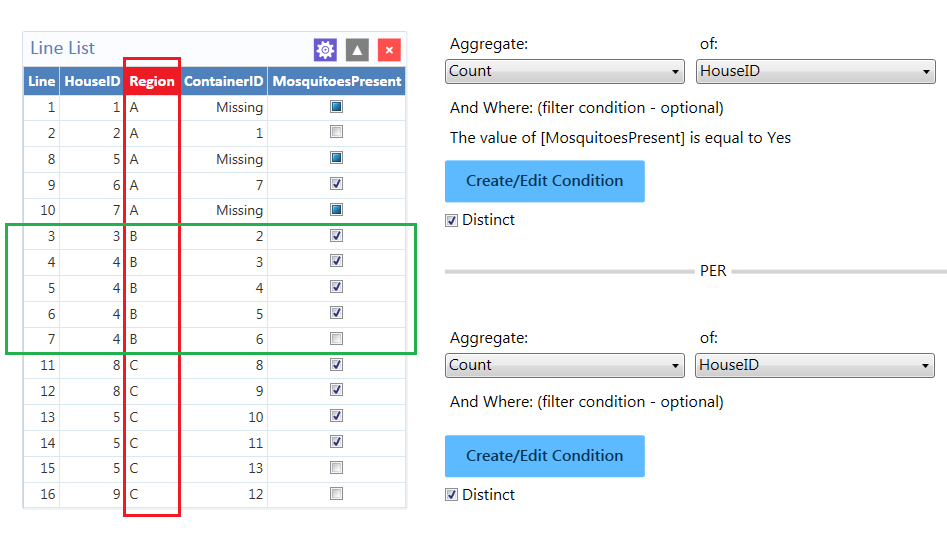 Line List
Line HouseID Region ContainerID MosquitoesPresent
1 1 A Missing
2 2 A 1
8 5 A Missing
9 6 A 7
10 7 A Missing
3 3 B 2
4 4 B 3
5 4 B 4
6 4 B 5
7 4 B 6
11 8 C 8
12 8 C 9
13 5 C 10
14 5 C 11
15 5 C 13
16 9 C 12
Aggregate: of:
Count HouseID
And Where: (filter condition - optional)
The value of [MosquitoesPresent] is equal to Yes
Create/Edit Condition
Distinct
PER
Aggregate: of:
Count HouseID
And Where: (filter condition - optional)
Create/Edit Condition
Distinct